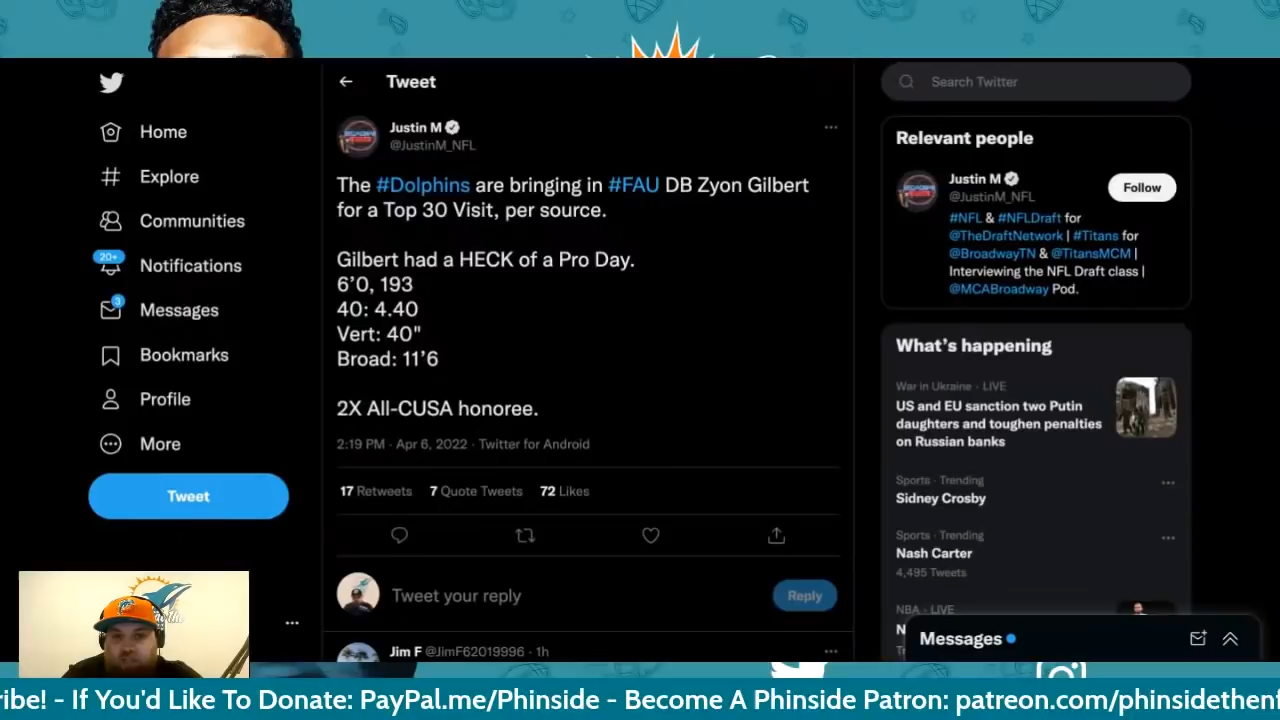 Home
Explore
Communities
20+
Notifications
3
Messages
Bookmarks
Profile
More
Tweet
Tweet
Justin M
@JustinM_NFL
The #Dolphins are bringing in #FAU DB Zyon Gilbert
for a Top 30 Visit, per source.
Gilbert had a HECK of a Pro Day.
6'0, 193
40: 4.40
Vert: 40"
Broad: 11'6
2X All-CUSA honoree.
2:19 PM · Apr 6, 2022 · Twitter for Android
17 Retweets 7 Quote Tweets 72 Likes
Tweet your reply
Reply
Jim F @JimF62019996 · 1h
Search Twitter
Relevant people
Justin M
@JustinM_NFL
Follow
#NFL & #NFLDraft for
@TheDraftNetwork | #Titans for
@BroadwayTN & @TitansMCM |
Interviewing the NFL Draft class |
@MCABroadway Pod.
What's happening
War in Ukraine · LIVE
US and EU sanction two Putin
daughters and toughen penalties
on Russian banks
Sports · Trending
Sidney Crosby
Sports · Trending
Nash Carter
4,495 Tweets
NBA · LIVE
Messages
ribe! - If You'd Like To Donate: PayPal.me/Phinside - Become A Phinside Patron: patreon.com/phinsidethen